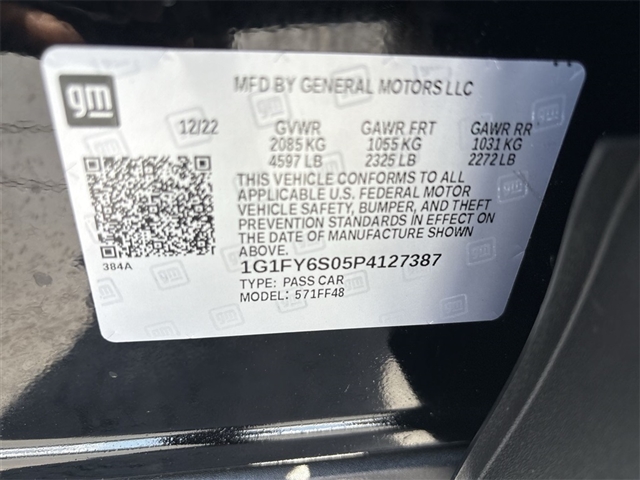 gm
MFD BY GENERAL MOTORS LLC
12/22 GVWR GAWR FRT GAWR RR
2085 KG 1055 KG 1031 KG
4597 LB 2325 LB 2272 LB
THIS VEHICLE CONFORMS TO ALL
APPLICABLE U.S. FEDERAL MOTOR
VEHICLE SAFETY, BUMPER, AND THEFT
PREVENTION STANDARDS IN EFFECT ON
THE DATE OF MANUFACTURE SHOWN
ABOVE.
384A
1G1FY6S05P4127387
TYPE: PASS CAR
MODEL: 571FF48